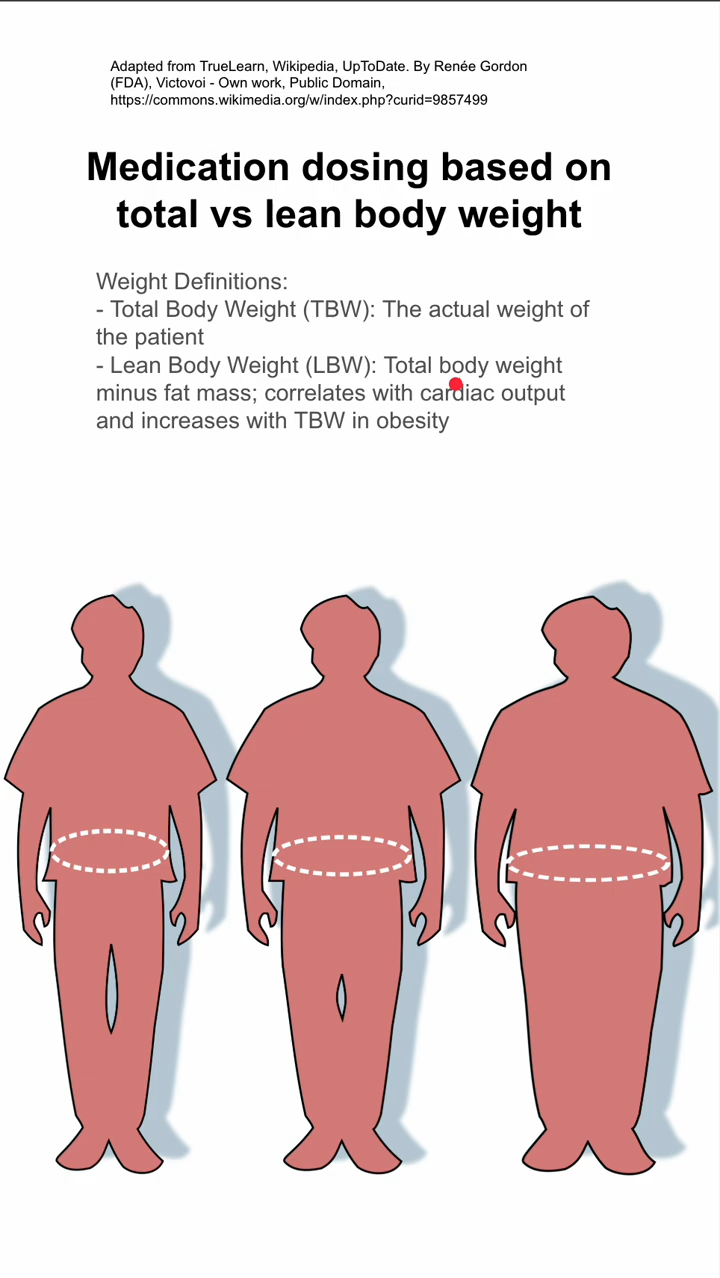 Adapted from TrueLearn, Wikipedia, UpToDate. By Renée Gordon
(FDA), Victovoi - Own work, Public Domain,
https://commons.wikimedia.org/w/index.php?curid=9857499
Medication dosing based on
total vs lean body weight
Weight Definitions:
- Total Body Weight (TBW): The actual weight of
the patient
- Lean Body Weight (LBW): Total body weight
minus fat mass; correlates with cardiac output
and increases with TBW in obesity